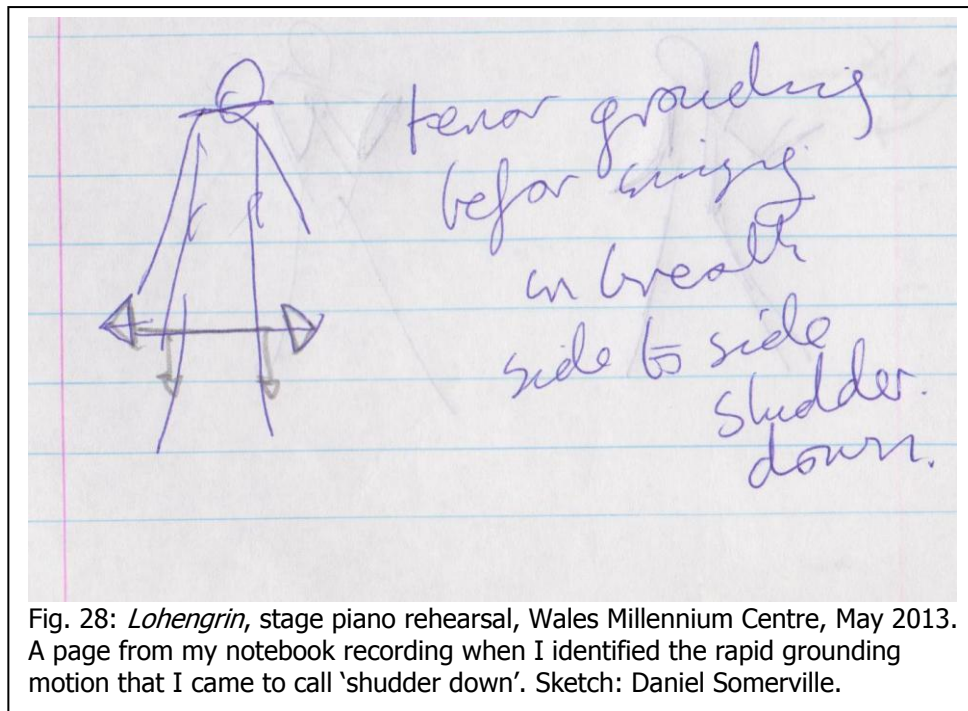 tenor grounding
befor singing
in breath
side to side
shudder.
down.
Fig. 28: Lohengrin, stage piano rehearsal, Wales Millennium Centre, May 2013.
A page from my notebook recording when I identified the rapid grounding
motion that I came to call ‘shudder down’. Sketch: Daniel Somerville.